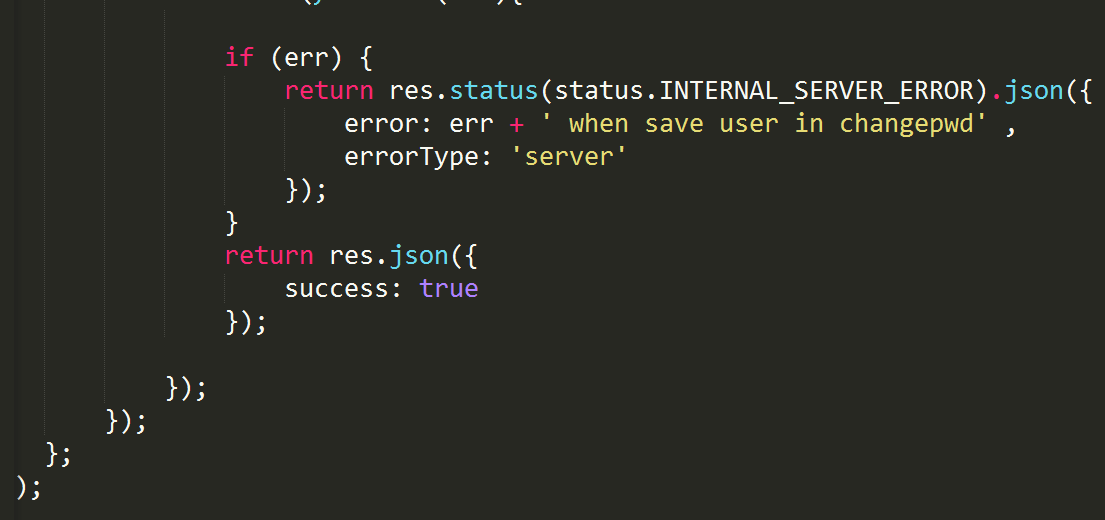 if (err) {
return res.status(status.INTERNAL_SERVER_ERROR).json({
error: err + ' when save user in changepwd' ,
errorType: 'server'
});
}
return res.json({
success: true
});
});
});
};
);